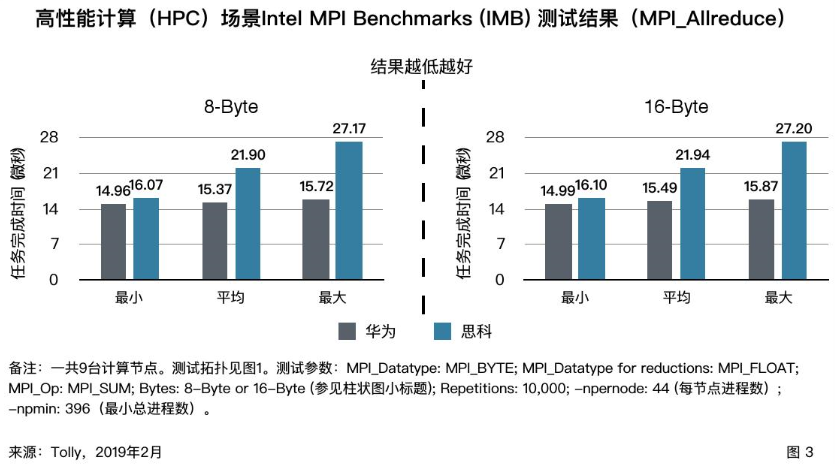 高性能计算（HPC）场景Intel MPI Benchmarks (IMB) 测试结果（MPI_Allreduce）
结果越低越好
8-Byte
任务完成时间 (微秒)
28
21
14
7
0
14.96
16.07
15.37
21.90
15.72
27.17
最小
平均
最大
16-Byte
任务完成时间 (微秒)
28
21
14
7
0
14.99
16.10
15.49
21.94
15.87
27.20
最小
平均
最大
华为
思科
备注：一共9台计算节点。测试拓扑见图1。测试参数：MPI_Datatype: MPI_BYTE; MPI_Datatype for reductions: MPI_FLOAT;
MPI_Op: MPI_SUM; Bytes: 8-Byte or 16-Byte (参见柱状图小标题); Repetitions: 10,000; -npernode: 44 (每节点进程数）;
-npmin: 396（最小总进程数）。
来源：Tolly，2019年2月
图 3